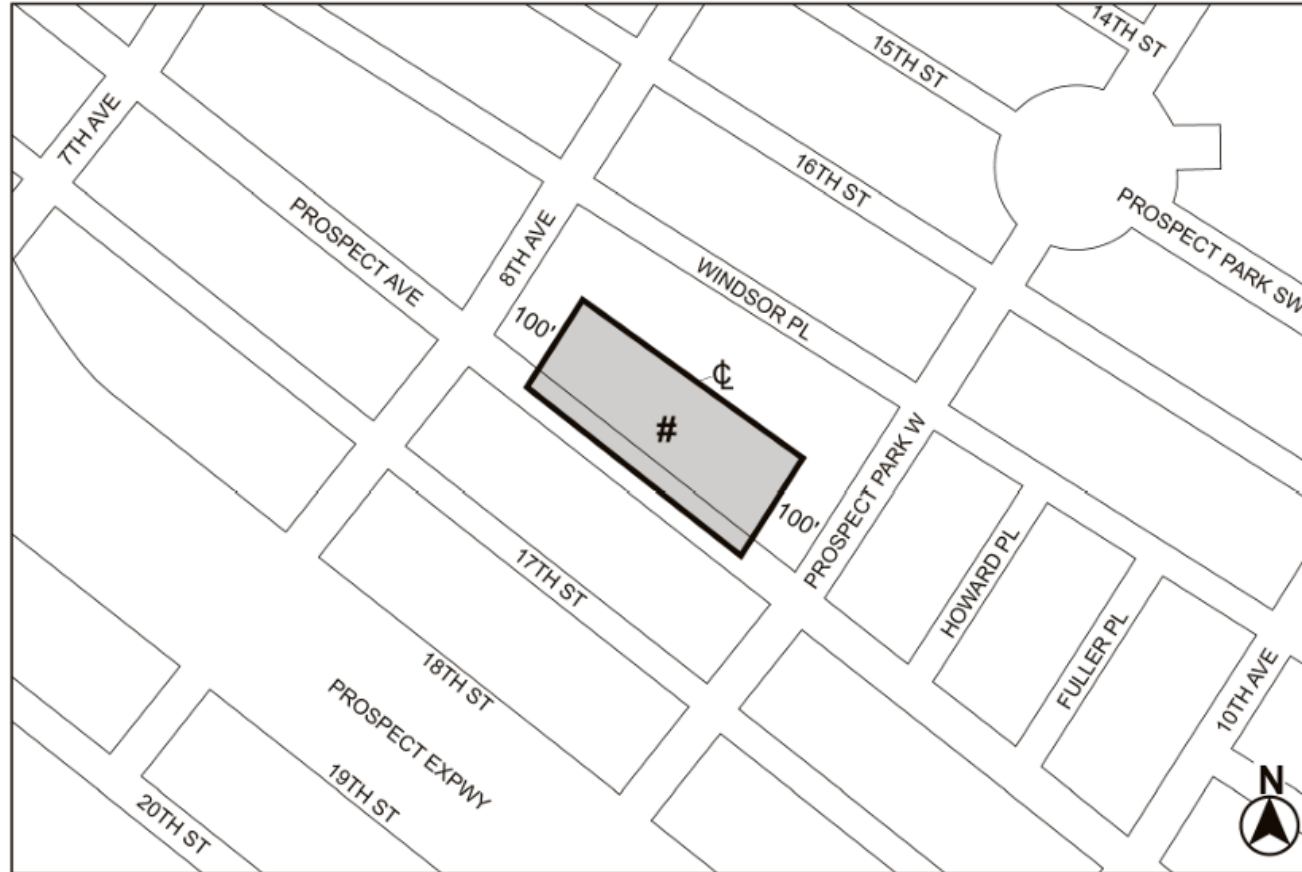 14TH ST
15TH ST
7TH AVE
16TH ST
PROSPECT PARK SW
PROSPECT AVE
8TH AVE
WINDSOR PL
100'
℄
#
PROSPECT PARK W
100'
HOWARD PL
17TH ST
FULLER PL
18TH ST
10TH AVE
PROSPECT EXPWY
19TH ST
20TH ST
N